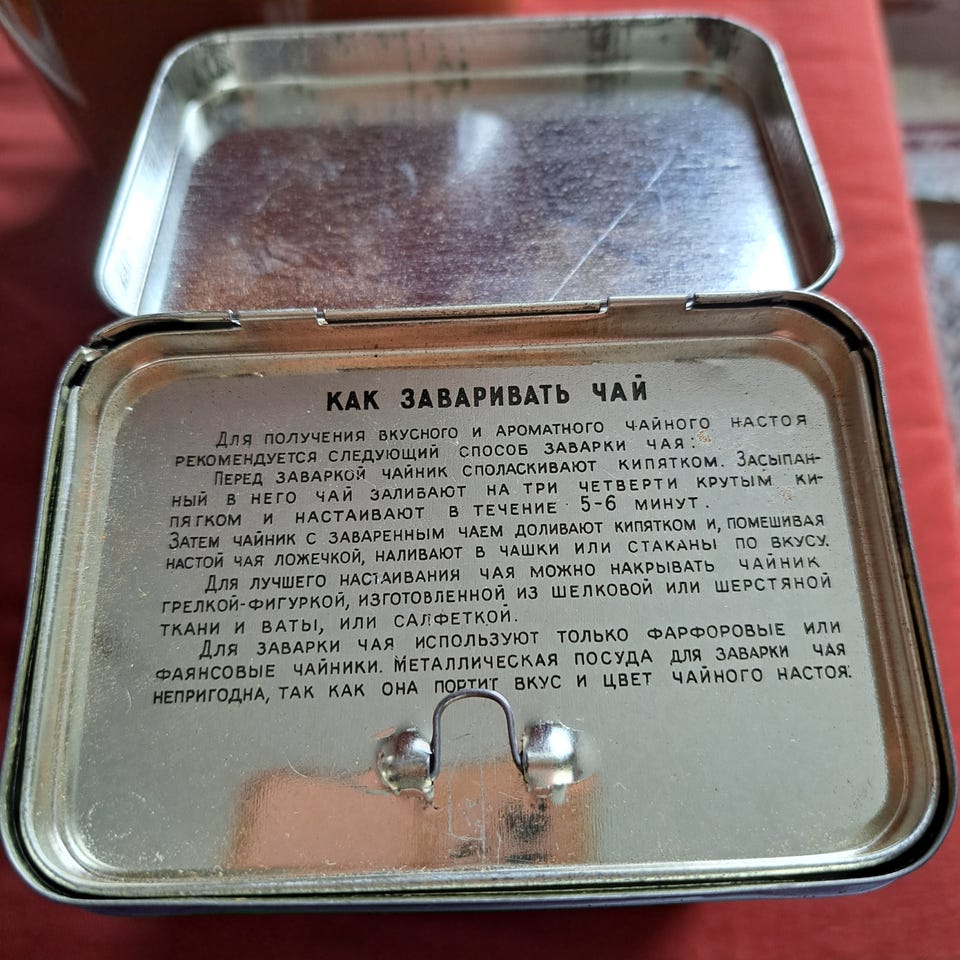 КАК ЗАВАРИВАТЬ ЧАЙ
Для получения вкусного и ароматного чайного настоя
рекомендуется следующий способ заварки чая:
Перед заваркой чайник споласкивают кипятком. Засыпан-
ный в него чай заливают на три четверти крутым ки-
пятком и настаивают в течение 5-6 минут.
Затем чайник с заваренным чаем доливают кипятком и, помешивая
настой чая ложечкой, наливают в чашки или стаканы по вкусу.
Для лучшего настаивания чая можно накрывать чайник
грелкой-фигуркой, изготовленной из шелковой или шерстяной
ткани и ваты, или салфеткой.
Для заварки чая используют только фарфоровые или
фаянсовые чайники. Металлическая посуда для заварки чая
непригодна, так как она портит вкус и цвет чайного настоя.